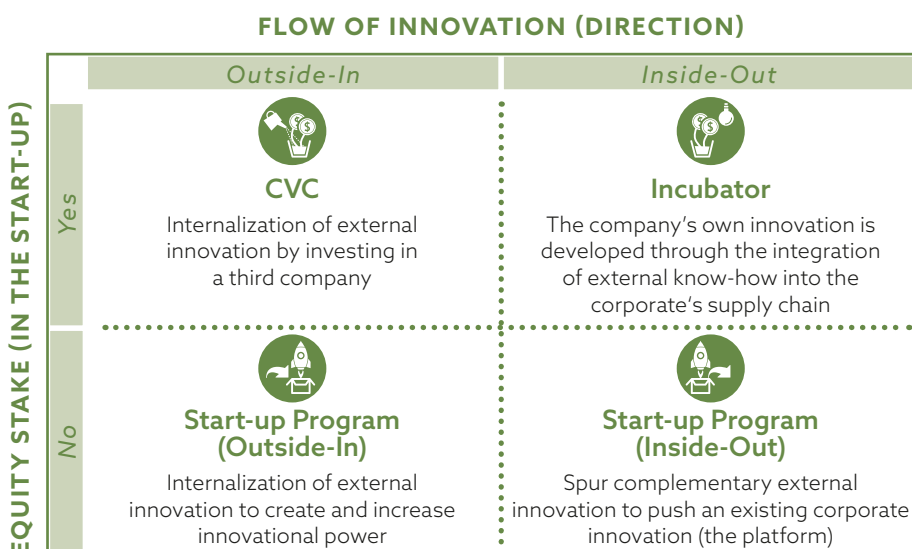 FLOW OF INNOVATION (DIRECTION)
Outside-In
Inside-Out
EQUITY STAKE (IN THE START-UP)
Yes
CVC
Internalization of external
innovation by investing in
a third company
Incubator
The company's own innovation is
developed through the integration
of external know-how into the
corporate‘s supply chain
No
Start-up Program
(Outside-In)
Internalization of external
innovation to create and increase
innovational power
Start-up Program
(Inside-Out)
Spur complementary external
innovation to push an existing corporate
innovation (the platform)